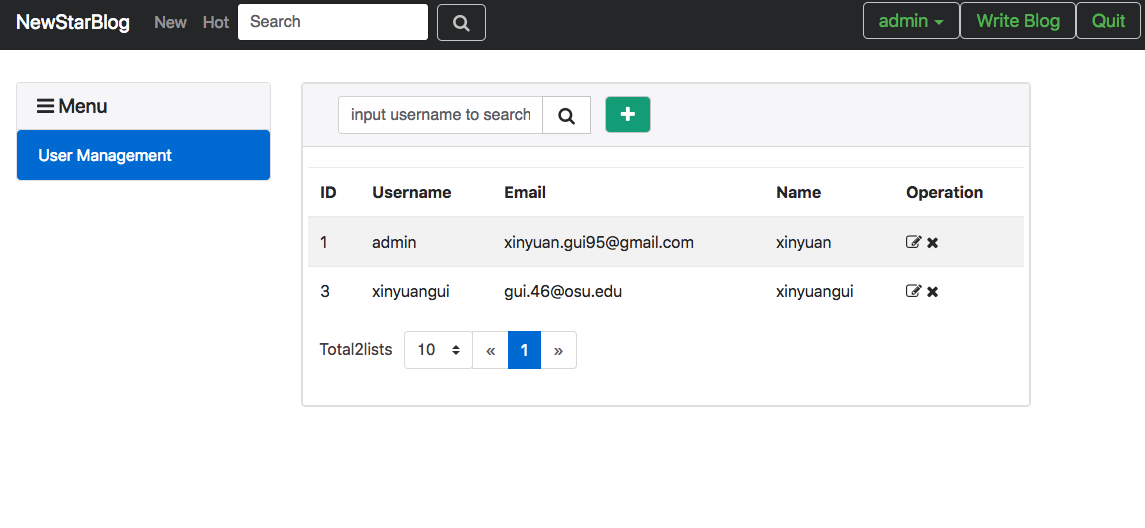 NewStarBlog New Hot Search admin Write Blog Quit
Menu
User Management
input username to search
ID Username Email Name Operation
1 admin xinyuan.gui95@gmail.com xinyuan
3 xinyuangui gui.46@osu.edu xinyuangui
Total2lists 10 « 1 »